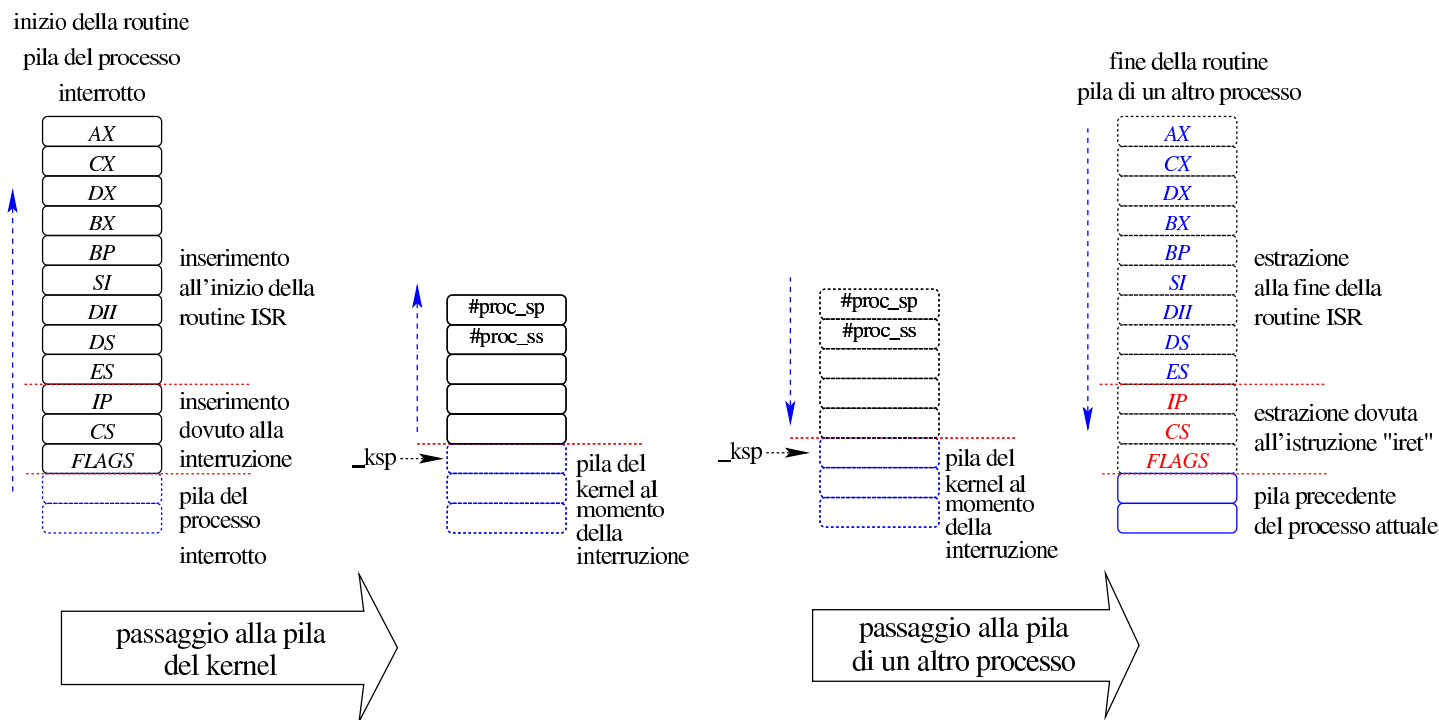 inizio della routine
pila del processo
interrotto
AX
CX
DX
BX
BP
SI
DII
DS
ES
IP
CS
FLAGS
inserimento
all'inizio della
routine ISR
inserimento
dovuto alla
interruzione
pila del
processo
interrotto
passaggio alla pila
del kernel
#proc_sp
#proc_ss
_ksp
pila del
kernel al
momento
della
interruzione
#proc_sp
#proc_ss
_ksp
pila del
kernel al
momento
della
interruzione
passaggio alla pila
di un altro processo
fine della routine
pila di un altro processo
AX
CX
DX
BX
BP
SI
DII
DS
ES
IP
CS
FLAGS
estrazione
alla fine della
routine ISR
estrazione dovuta
all'istruzione "iret"
pila precedente
del processo attuale